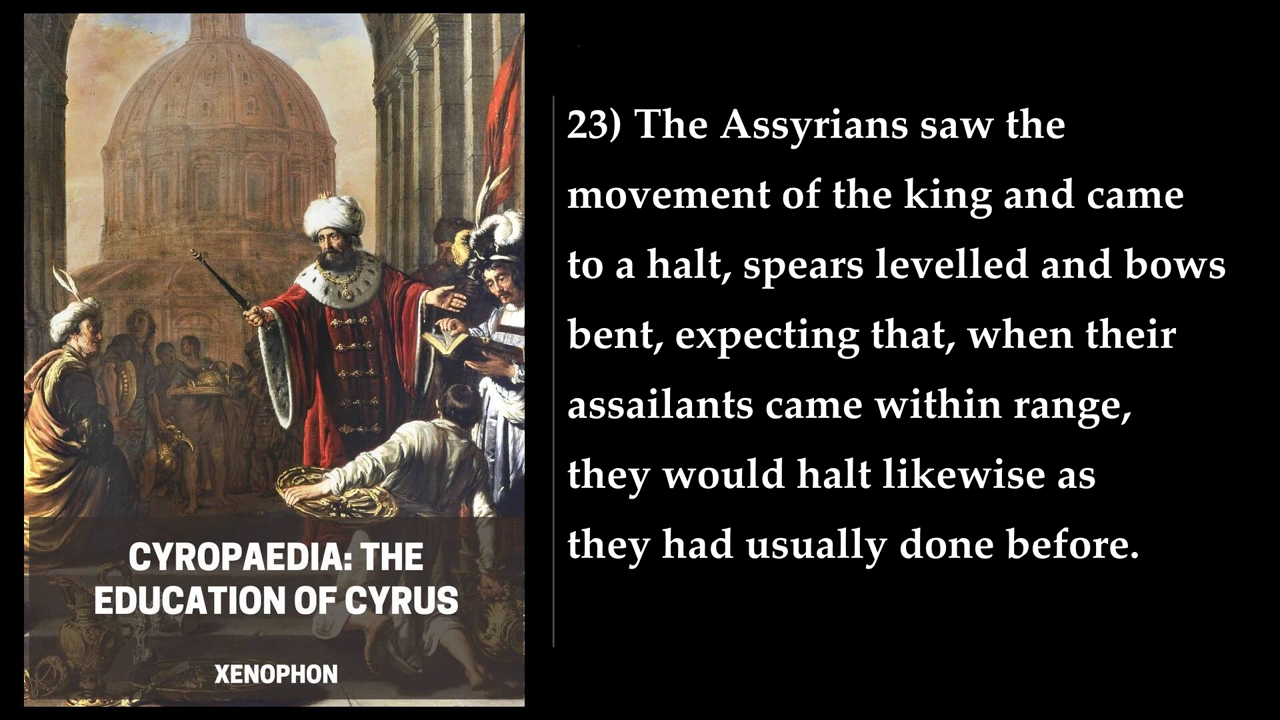 23) The Assyrians saw the
movement of the king and came
to a halt, spears levelled and bows
bent, expecting that, when their
assailants came within range,
they would halt likewise as
they had usually done before.
CYROPAEDIA: THE
EDUCATION OF CYRUS
XENOPHON